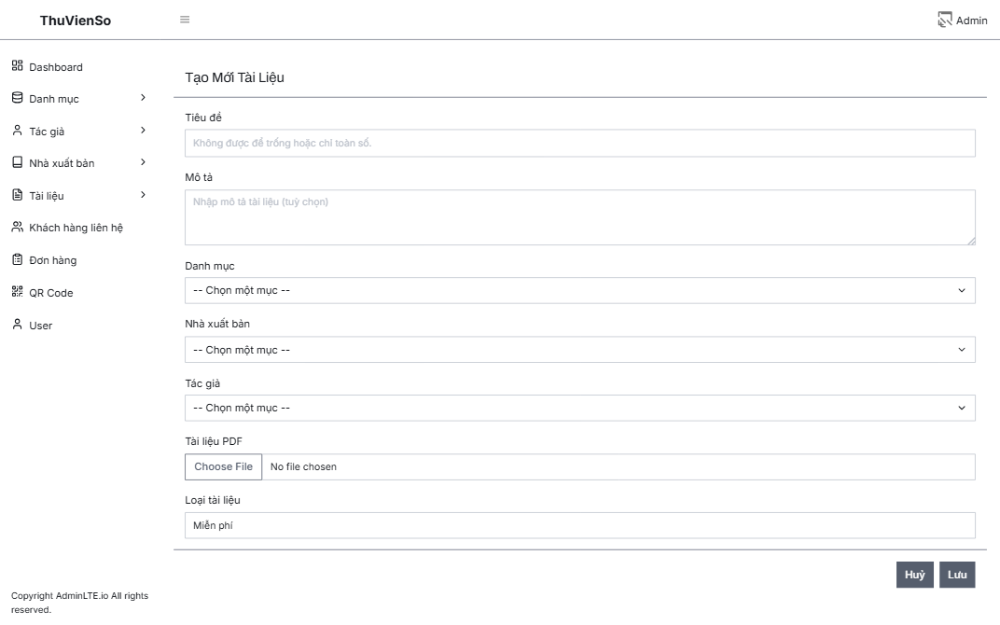 ThuVienSo
Admin
Dashboard
Danh mục
Tác giả
Nhà xuất bản
Tài liệu
Khách hàng liên hệ
Đơn hàng
QR Code
User
Copyright AdminLTE.io All rights
reserved.
Tạo Mới Tài Liệu
Tiêu đề
Không được để trống hoặc chỉ toàn số.
Mô tả
Nhập mô tả tài liệu (tuỳ chọn)
Danh mục
-- Chọn một mục --
Nhà xuất bản
-- Chọn một mục --
Tác giả
-- Chọn một mục --
Tài liệu PDF
Choose File No file chosen
Loại tài liệu
Miễn phí
Huỷ Lưu